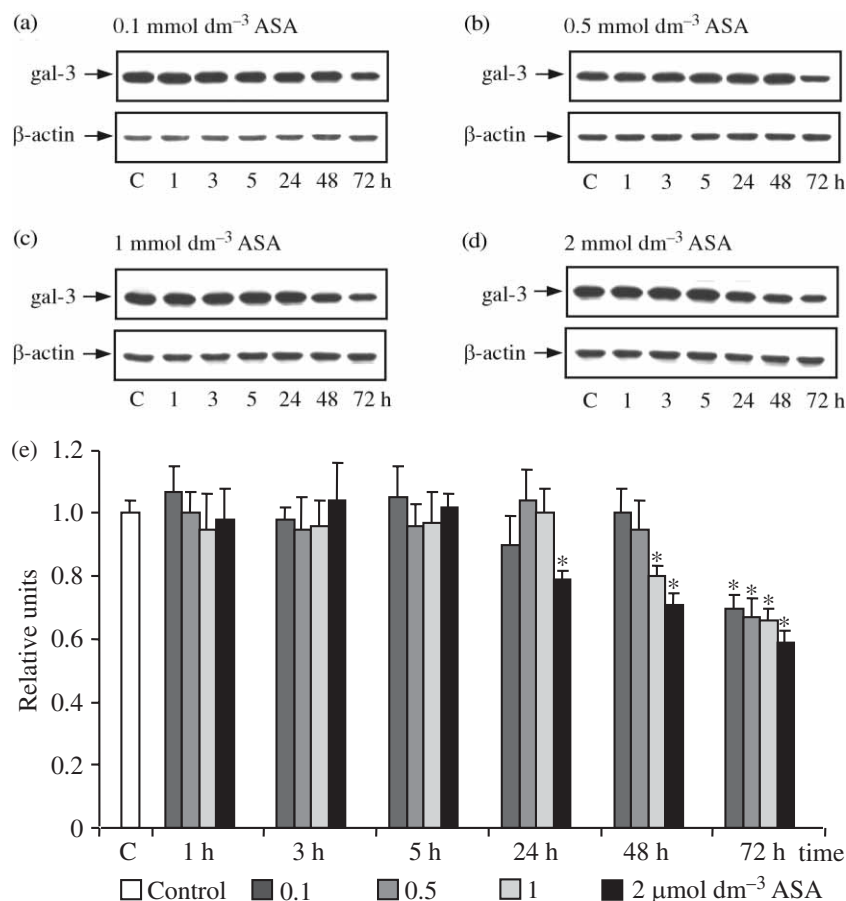 (a) 0.1 mmol dm⁻³ ASA
gal-3
β-actin
C 1 3 5 24 48 72 h
(b) 0.5 mmol dm⁻³ ASA
gal-3
β-actin
C 1 3 5 24 48 72 h
(c) 1 mmol dm⁻³ ASA
gal-3
β-actin
C 1 3 5 24 48 72 h
(d) 2 mmol dm⁻³ ASA
gal-3
β-actin
C 1 3 5 24 48 72 h
(e)
Relative units
1.2
1.0
0.8
0.6
0.4
0.2
0
* * * * * * *
C 1 h 3 h 5 h 24 h 48 h 72 h time
Control 0.1 0.5 1 2 μmol dm⁻³ ASA